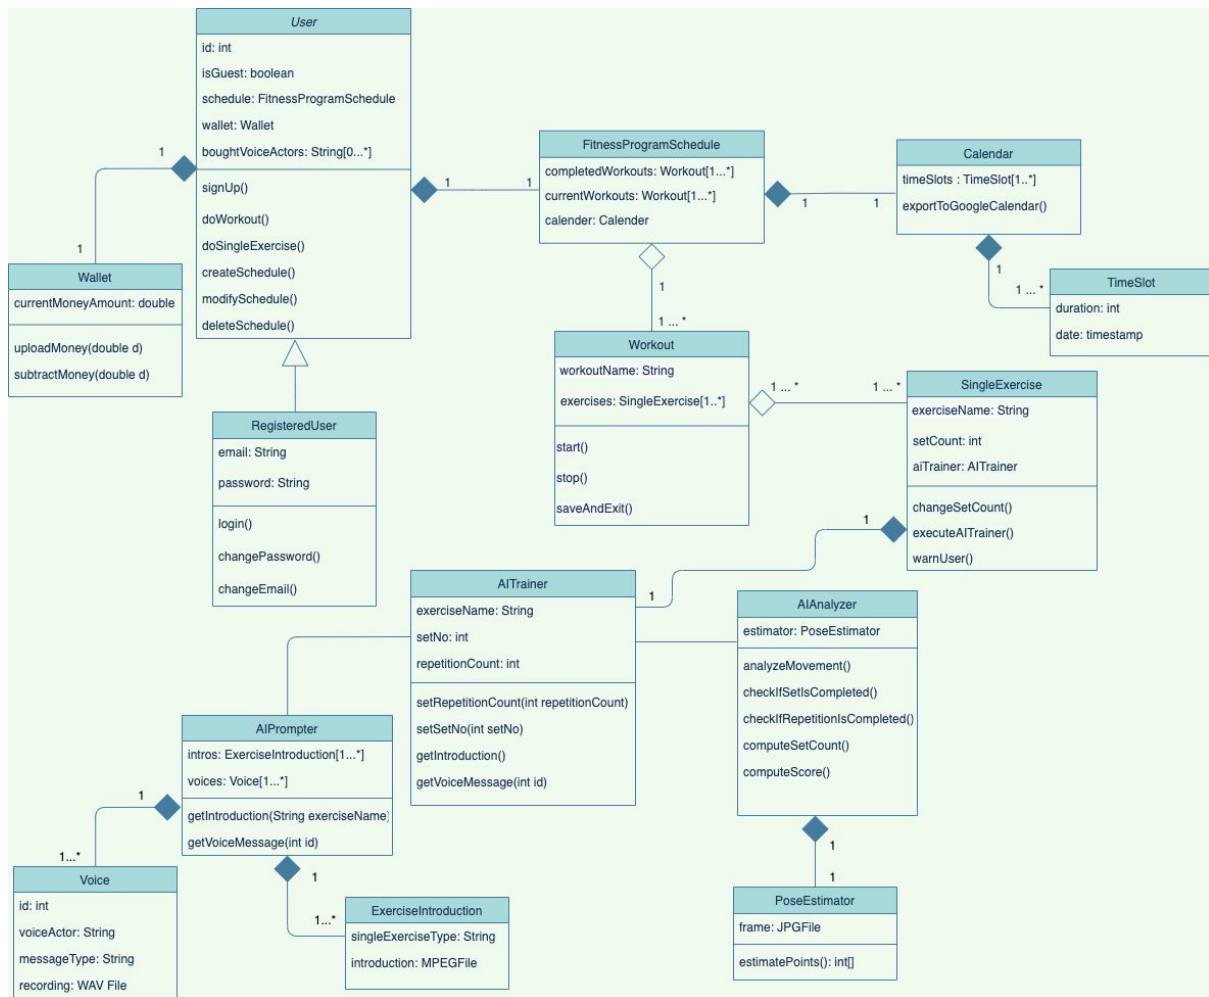 User
id: int
isGuest: boolean
schedule: FitnessProgramSchedule
wallet: Wallet
boughtVoiceActors: String[0...*]
signUp()
doWorkout()
doSingleExercise()
createSchedule()
modifySchedule()
deleteSchedule()
1
1
Wallet
currentMoneyAmount: double
uploadMoney(double d)
subtractMoney(double d)
1
1
FitnessProgramSchedule
completedWorkouts: Workout[1...*]
currentWorkouts: Workout[1...*]
calender: Calender
1
1
Calendar
timeSlots : TimeSlot[1..*]
exportToGoogleCalendar()
1
1 ... *
TimeSlot
duration: int
date: timestamp
1
1 ... *
Workout
workoutName: String
exercises: SingleExercise[1..*]
start()
stop()
saveAndExit()
1 ... *
1 ... *
SingleExercise
exerciseName: String
setCount: int
aiTrainer: AITrainer
changeSetCount()
executeAITrainer()
warnUser()
RegisteredUser
email: String
password: String
login()
changePassword()
changeEmail()
1
1
AITrainer
exerciseName: String
setNo: int
repetitionCount: int
setRepetitionCount(int repetitionCount)
setSetNo(int setNo)
getIntroduction()
getVoiceMessage(int id)
AIAnalyzer
estimator: PoseEstimator
analyzeMovement()
checkIfSetIsCompleted()
checkIfRepetitionIsCompleted()
computeSetCount()
computeScore()
AIPrompter
intros: ExerciseIntroduction[1...*]
voices: Voice[1...*]
getIntroduction(String exerciseName)
getVoiceMessage(int id)
1
1...*
Voice
id: int
voiceActor: String
messageType: String
recording: WAV File
1
1...*
ExerciseIntroduction
singleExerciseType: String
introduction: MPEGFile
1
1
PoseEstimator
frame: JPGFile
estimatePoints(): int[]